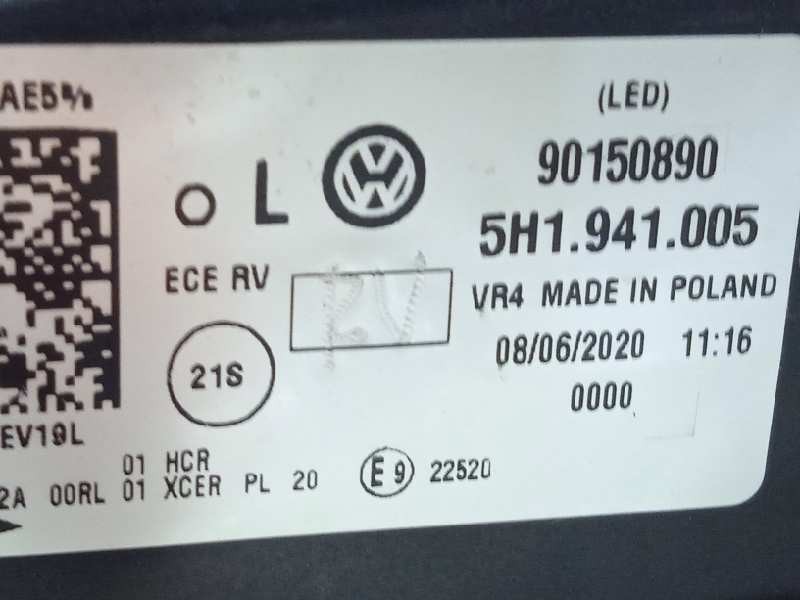 (LED)
AE5
90150890
L
5H1.941.005
ECE RV
VR4 MADE IN POLAND
21S
08/06/2020 11:16
0000
EV19L
01 HCR
2A 00RL 01 XCER PL 20
E9 22520